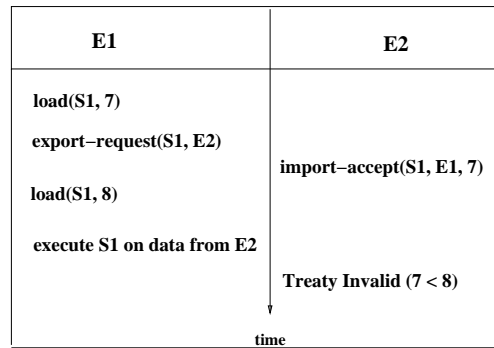 E1
E2
load(S1, 7)
export−request(S1, E2)
import−accept(S1, E1, 7)
load(S1, 8)
execute S1 on data from E2
Treaty Invalid (7 < 8)
time